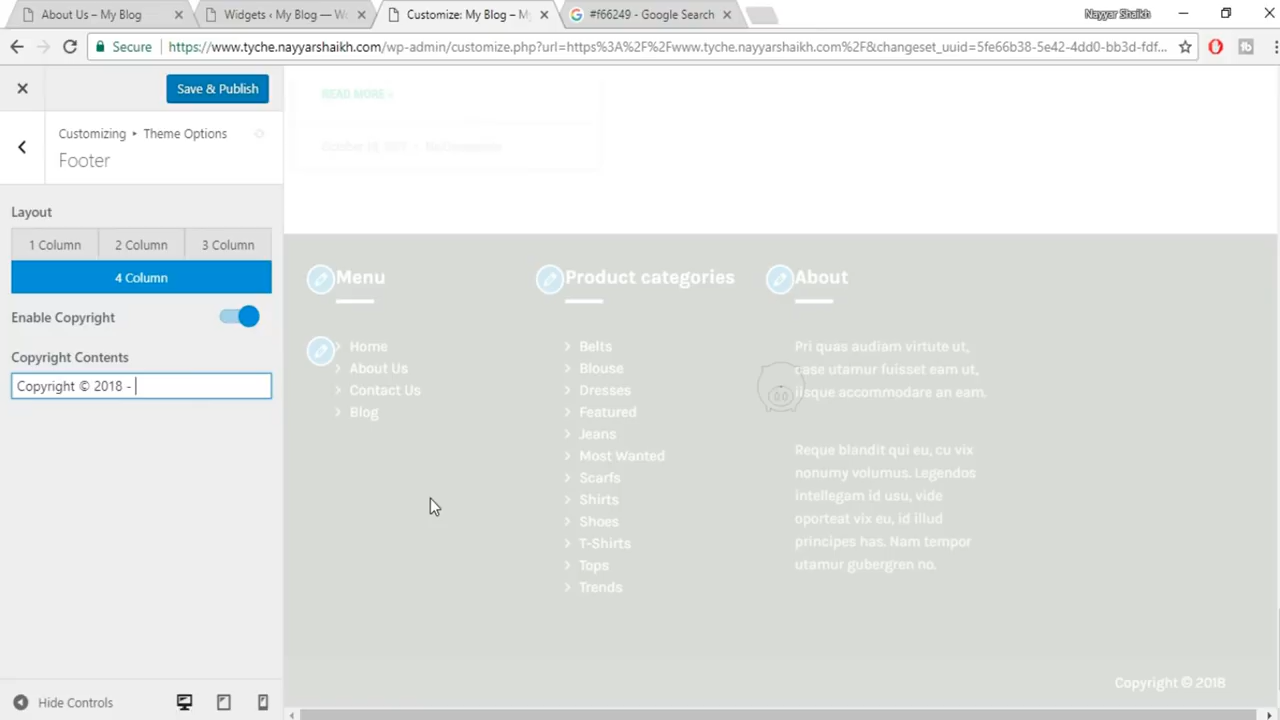 About Us – My Blog
Widgets ‹ My Blog — Wo
Customize: My Blog – M
#f66249 - Google Search
Nayyar Shaikh
Secure
https://www.tyche.nayyarshaikh.com/wp-admin/customize.php?url=https%3A%2F%2Fwww.tyche.nayyarshaikh.com%2F&changeset_uuid=5fe66b38-5e42-4dd0-bb3d-fdf...
Save & Publish
Customizing ▸ Theme Options
Footer
Layout
1 Column
2 Column
3 Column
4 Column
Enable Copyright
Copyright Contents
Copyright © 2018 -
Hide Controls
READ MORE »
Menu
Home
About Us
Contact Us
Blog
Product categories
Belts
Blouse
Dresses
Featured
Jeans
Most Wanted
Scarfs
Shirts
Shoes
T-Shirts
Tops
Trends
About
Pri quas audiam virtute ut,
case utamur fuisset eam ut,
iisque accommodare an eam.
Reque blandit qui eu, cu vix
nonumy volumus. Legendos
intellegam id usu, vide
oporteat vix eu, id illud
principes has. Nam tempor
utamur gubergren no.
Copyright © 2018